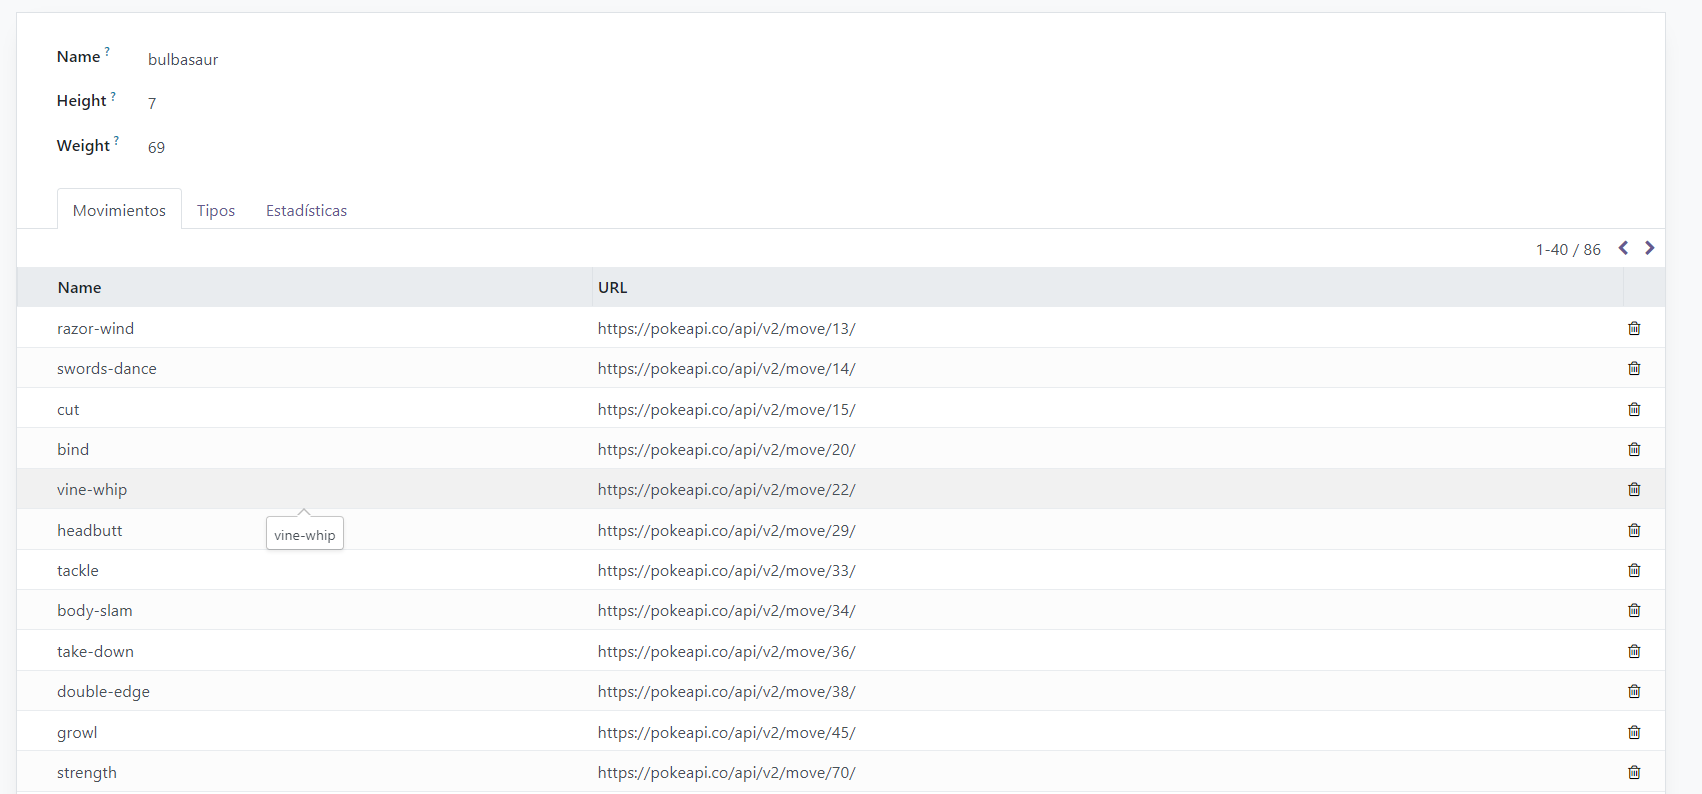 Name ? bulbasaur
Height ? 7
Weight ? 69
Movimientos Tipos Estadísticas
1-40 / 86
Name URL
razor-wind https://pokeapi.co/api/v2/move/13/
swords-dance https://pokeapi.co/api/v2/move/14/
cut https://pokeapi.co/api/v2/move/15/
bind https://pokeapi.co/api/v2/move/20/
vine-whip https://pokeapi.co/api/v2/move/22/
headbutt https://pokeapi.co/api/v2/move/29/
vine-whip
tackle https://pokeapi.co/api/v2/move/33/
body-slam https://pokeapi.co/api/v2/move/34/
take-down https://pokeapi.co/api/v2/move/36/
double-edge https://pokeapi.co/api/v2/move/38/
growl https://pokeapi.co/api/v2/move/45/
strength https://pokeapi.co/api/v2/move/70/